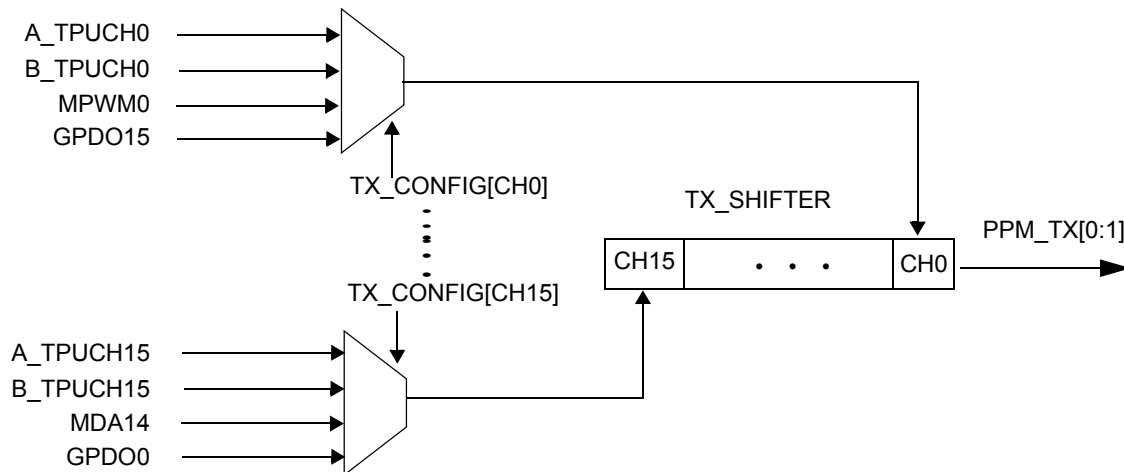 A_TPUCH0
B_TPUCH0
MPWM0
GPDO15
TX_CONFIG[CH0]
TX_SHIFTER
PPM_TX[0:1]
CH15 • • • CH0
TX_CONFIG[CH15]
A_TPUCH15
B_TPUCH15
MDA14
GPDO0